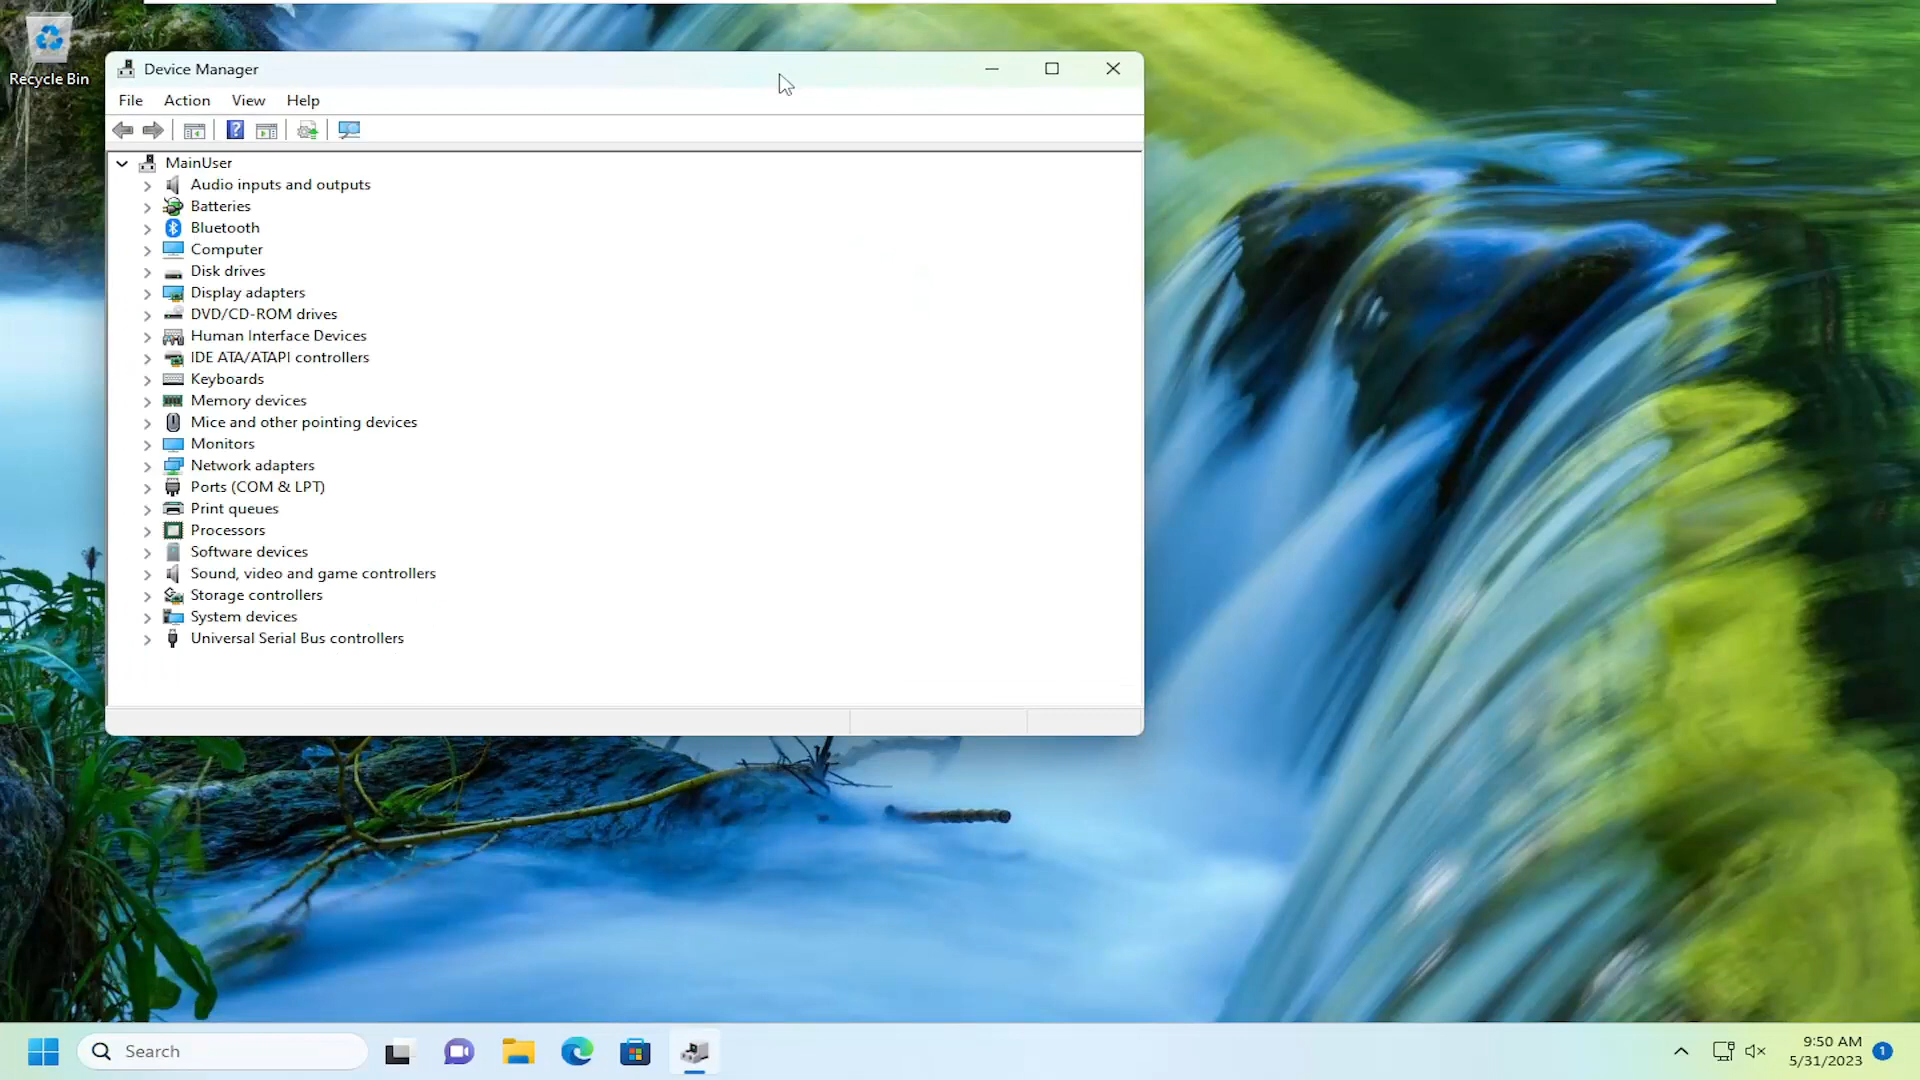 Recycle Bin
Device Manager
File Action View Help
MainUser
Audio inputs and outputs
Batteries
Bluetooth
Computer
Disk drives
Display adapters
DVD/CD-ROM drives
Human Interface Devices
IDE ATA/ATAPI controllers
Keyboards
Memory devices
Mice and other pointing devices
Monitors
Network adapters
Ports (COM & LPT)
Print queues
Processors
Software devices
Sound, video and game controllers
Storage controllers
System devices
Universal Serial Bus controllers
Search
9:50 AM
5/31/2023
1